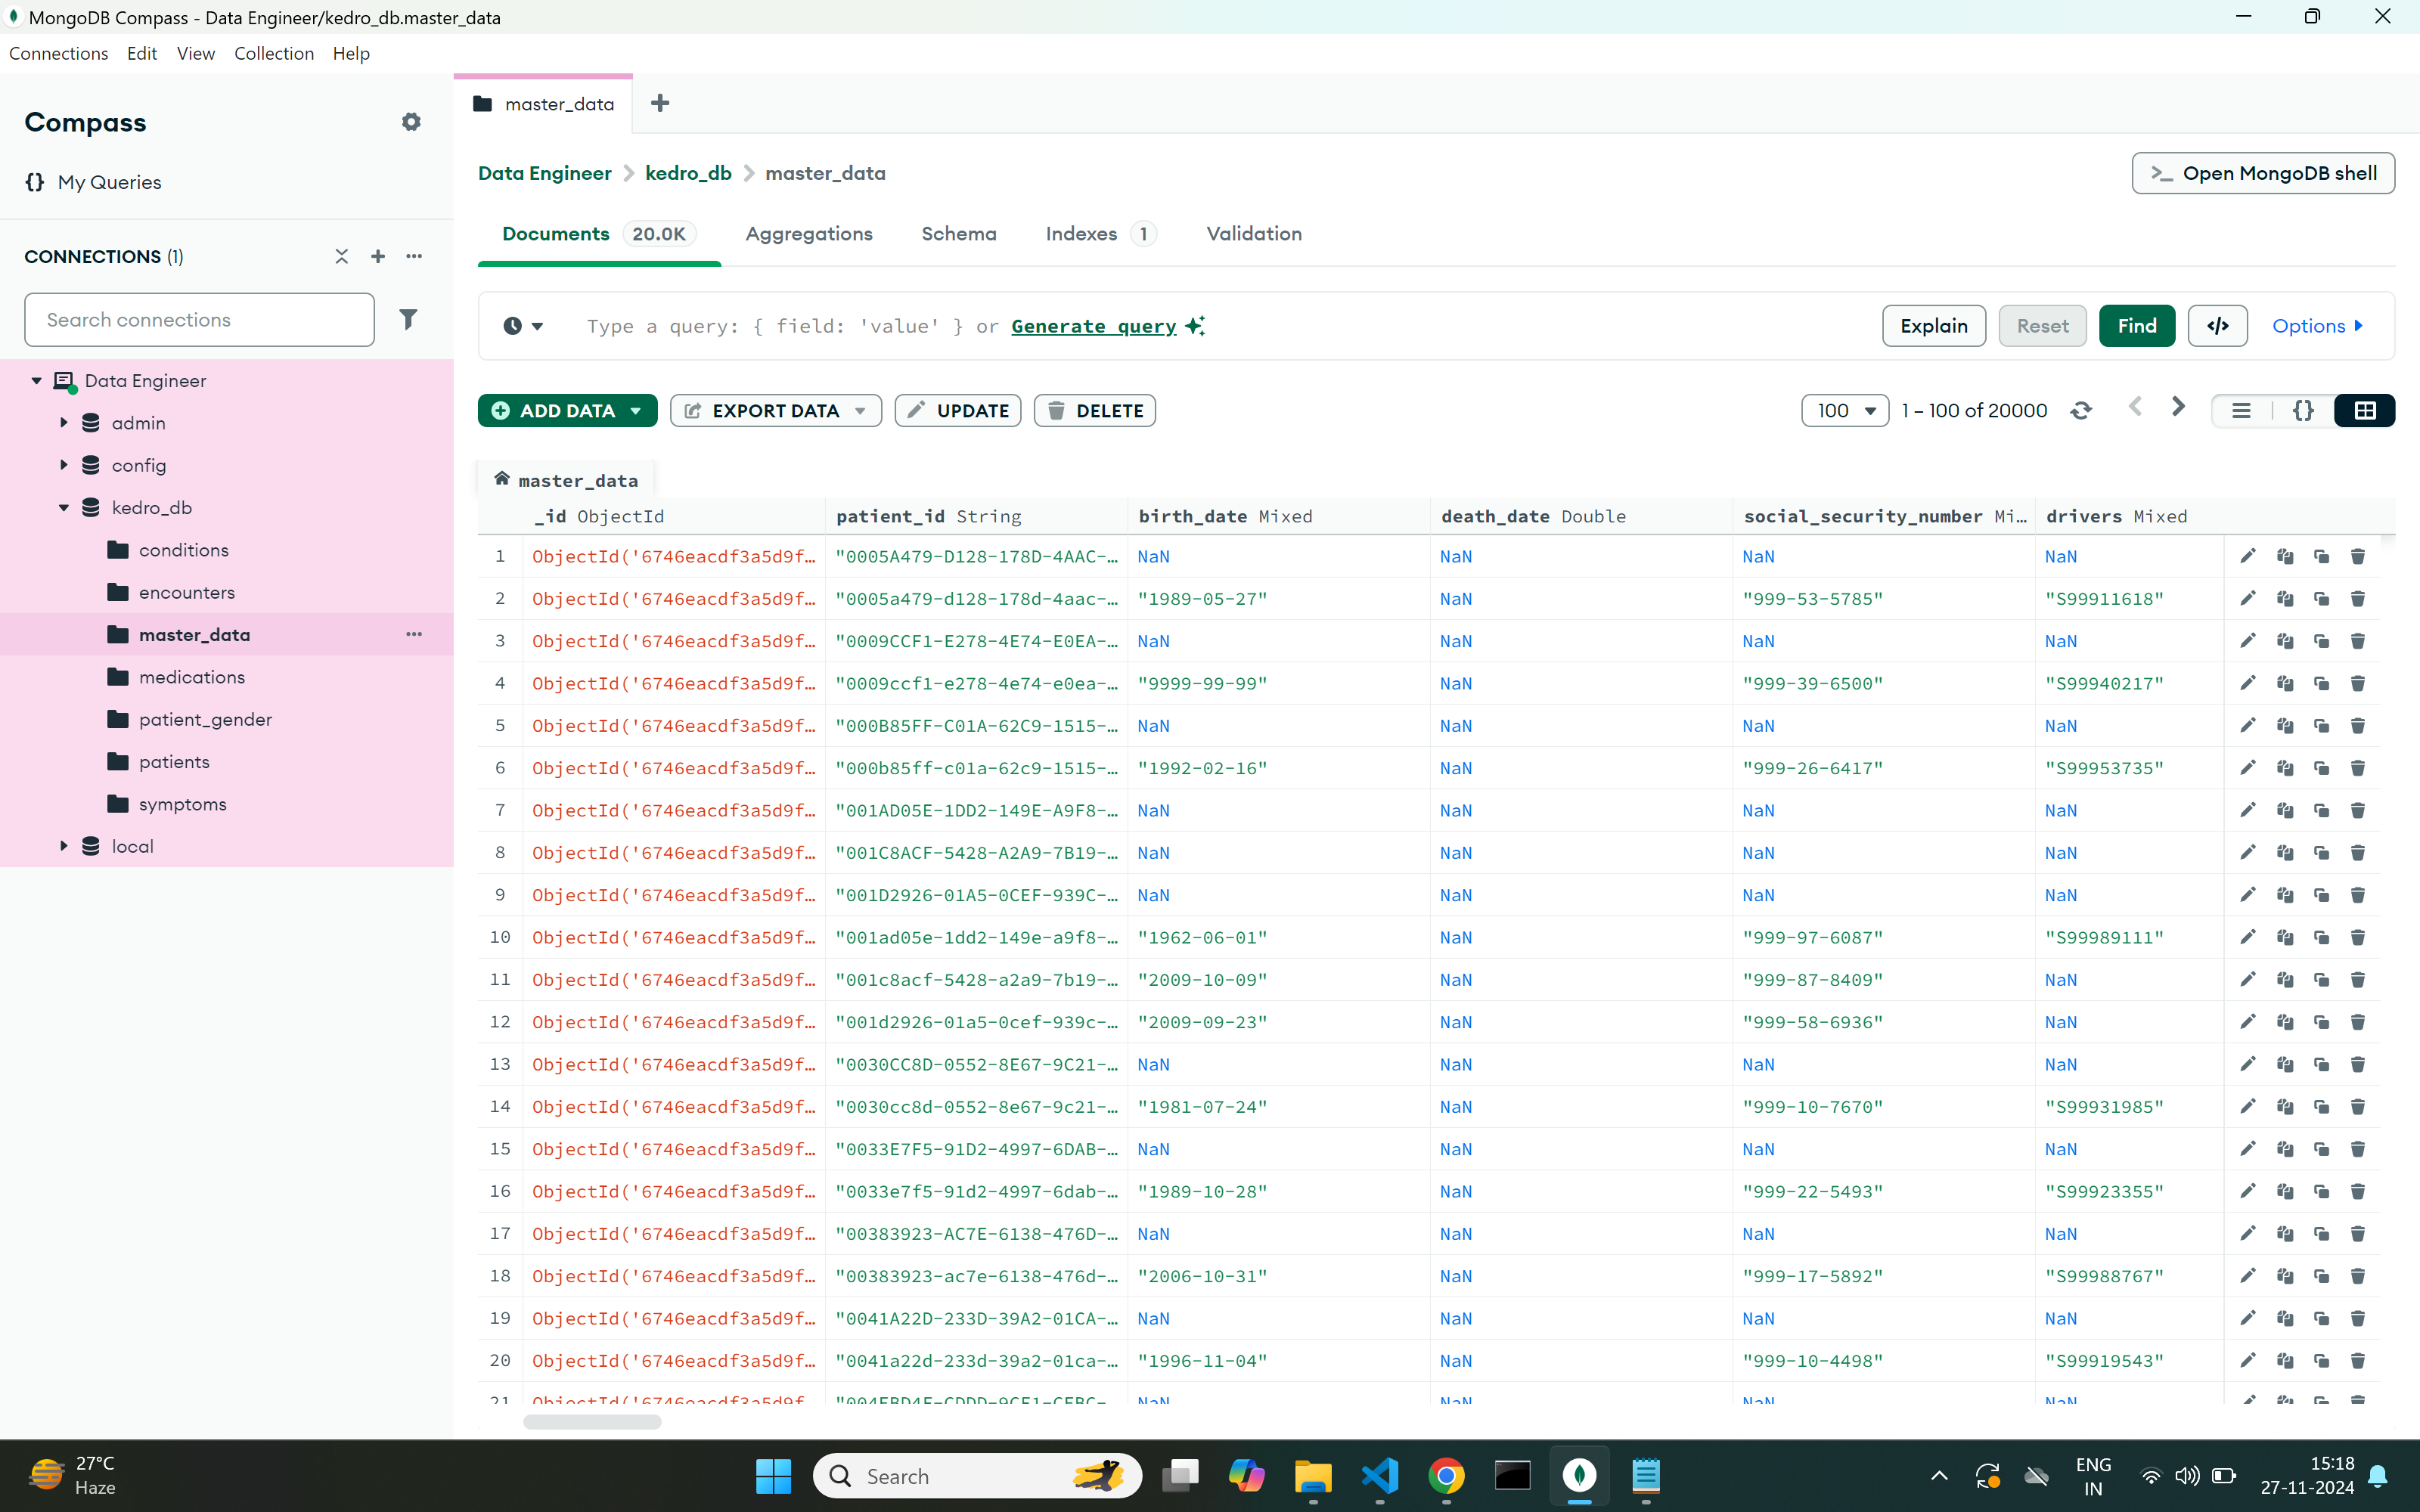 MongoDB Compass - Data Engineer/kedro_db.master_data
Connections Edit View Collection Help
Compass
{} My Queries
CONNECTIONS (1)
Search connections
Data Engineer
admin
config
kedro_db
conditions
encounters
master_data
medications
patient_gender
patients
symptoms
local
master_data
Data Engineer > kedro_db > master_data
>_ Open MongoDB shell
Documents 20.0K Aggregations Schema Indexes 1 Validation
Type a query: { field: 'value' } or Generate query
Explain Reset Find </> Options
ADD DATA EXPORT DATA UPDATE DELETE
100 1 – 100 of 20000 {}
master_data
_id ObjectId patient_id String birth_date Mixed death_date Double social_security_number Mi… drivers Mixed
1 ObjectId('6746eacdf3a5d9f… "0005A479-D128-178D-4AAC-… NaN NaN NaN NaN
2 ObjectId('6746eacdf3a5d9f… "0005a479-d128-178d-4aac-… "1989-05-27" NaN "999-53-5785" "S99911618"
3 ObjectId('6746eacdf3a5d9f… "0009CCF1-E278-4E74-E0EA-… NaN NaN NaN NaN
4 ObjectId('6746eacdf3a5d9f… "0009ccf1-e278-4e74-e0ea-… "9999-99-99" NaN "999-39-6500" "S99940217"
5 ObjectId('6746eacdf3a5d9f… "000B85FF-C01A-62C9-1515-… NaN NaN NaN NaN
6 ObjectId('6746eacdf3a5d9f… "000b85ff-c01a-62c9-1515-… "1992-02-16" NaN "999-26-6417" "S99953735"
7 ObjectId('6746eacdf3a5d9f… "001AD05E-1DD2-149E-A9F8-… NaN NaN NaN NaN
8 ObjectId('6746eacdf3a5d9f… "001C8ACF-5428-A2A9-7B19-… NaN NaN NaN NaN
9 ObjectId('6746eacdf3a5d9f… "001D2926-01A5-0CEF-939C-… NaN NaN NaN NaN
10 ObjectId('6746eacdf3a5d9f… "001ad05e-1dd2-149e-a9f8-… "1962-06-01" NaN "999-97-6087" "S99989111"
11 ObjectId('6746eacdf3a5d9f… "001c8acf-5428-a2a9-7b19-… "2009-10-09" NaN "999-87-8409" NaN
12 ObjectId('6746eacdf3a5d9f… "001d2926-01a5-0cef-939c-… "2009-09-23" NaN "999-58-6936" NaN
13 ObjectId('6746eacdf3a5d9f… "0030CC8D-0552-8E67-9C21-… NaN NaN NaN NaN
14 ObjectId('6746eacdf3a5d9f… "0030cc8d-0552-8e67-9c21-… "1981-07-24" NaN "999-10-7670" "S99931985"
15 ObjectId('6746eacdf3a5d9f… "0033E7F5-91D2-4997-6DAB-… NaN NaN NaN NaN
16 ObjectId('6746eacdf3a5d9f… "0033e7f5-91d2-4997-6dab-… "1989-10-28" NaN "999-22-5493" "S99923355"
17 ObjectId('6746eacdf3a5d9f… "00383923-AC7E-6138-476D-… NaN NaN NaN NaN
18 ObjectId('6746eacdf3a5d9f… "00383923-ac7e-6138-476d-… "2006-10-31" NaN "999-17-5892" "S99988767"
19 ObjectId('6746eacdf3a5d9f… "0041A22D-233D-39A2-01CA-… NaN NaN NaN NaN
20 ObjectId('6746eacdf3a5d9f… "0041a22d-233d-39a2-01ca-… "1996-11-04" NaN "999-10-4498" "S99919543"
21 ObjectId('6746eacdf3a5d9f… NaN NaN NaN NaN
27°C
Haze
Search
ENG
IN
15:18
27-11-2024